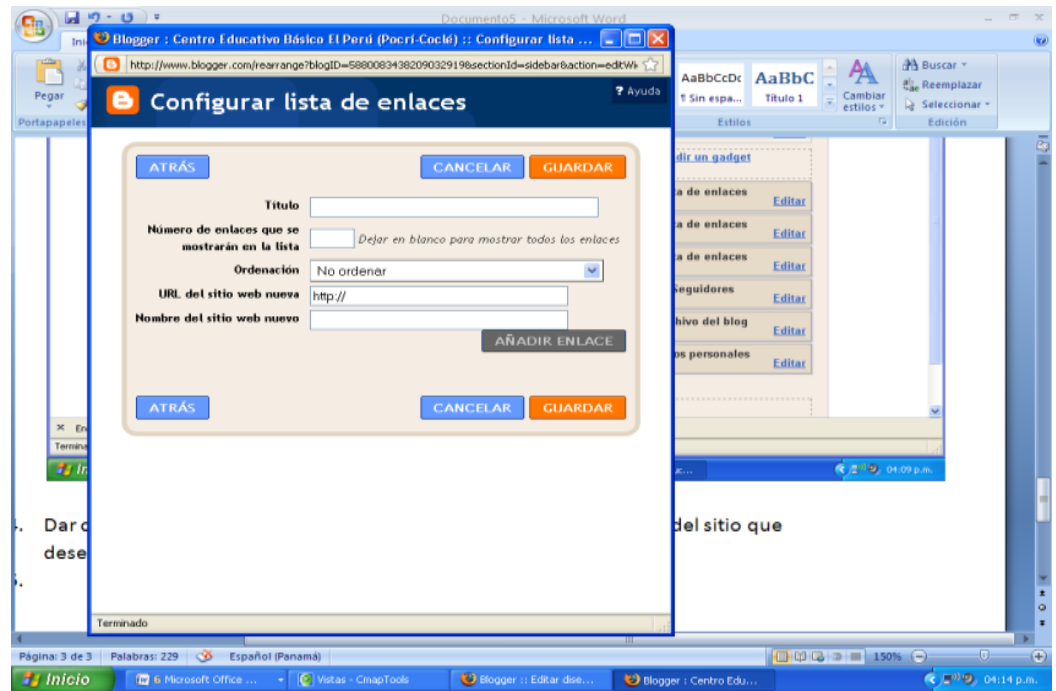 Documento5 - Microsoft Word
Blogger : Centro Educativo Básico El Perú (Pocrí-Coclé) :: Configurar lista ...
http://www.blogger.com/rearrange?blogID=5880083438209032919&sectionId=sidebar&action=editWi
Configurar lista de enlaces
? Ayuda
ATRÁS
CANCELAR
GUARDAR
Título
Número de enlaces que se
mostrarán en la lista
Dejar en blanco para mostrar todos los enlaces
Ordenación
No ordenar
URL del sitio web nueva
http://
Nombre del sitio web nuevo
AÑADIR ENLACE
ATRÁS
CANCELAR
GUARDAR
Terminado
Ini
Pegar
Portapapeles
AaBbCcDc
AaBbC
¶ Sin espa...
Título 1
Cambiar
estilos
Estilos
Buscar
Reemplazar
Seleccionar
Edición
dir un gadget
ta de enlaces
Editar
ta de enlaces
Editar
ta de enlaces
Editar
Seguidores
Editar
hivo del blog
Editar
os personales
Editar
En
Termina
04:09 p.m.
Dar
del sitio que
dese
Página: 3 de 3
Palabras: 229
Español (Panamá)
150%
Inicio
6 Microsoft Office ...
Vistas - CmapTools
Blogger :: Editar dise...
Blogger : Centro Edu...
04:14 p.m.